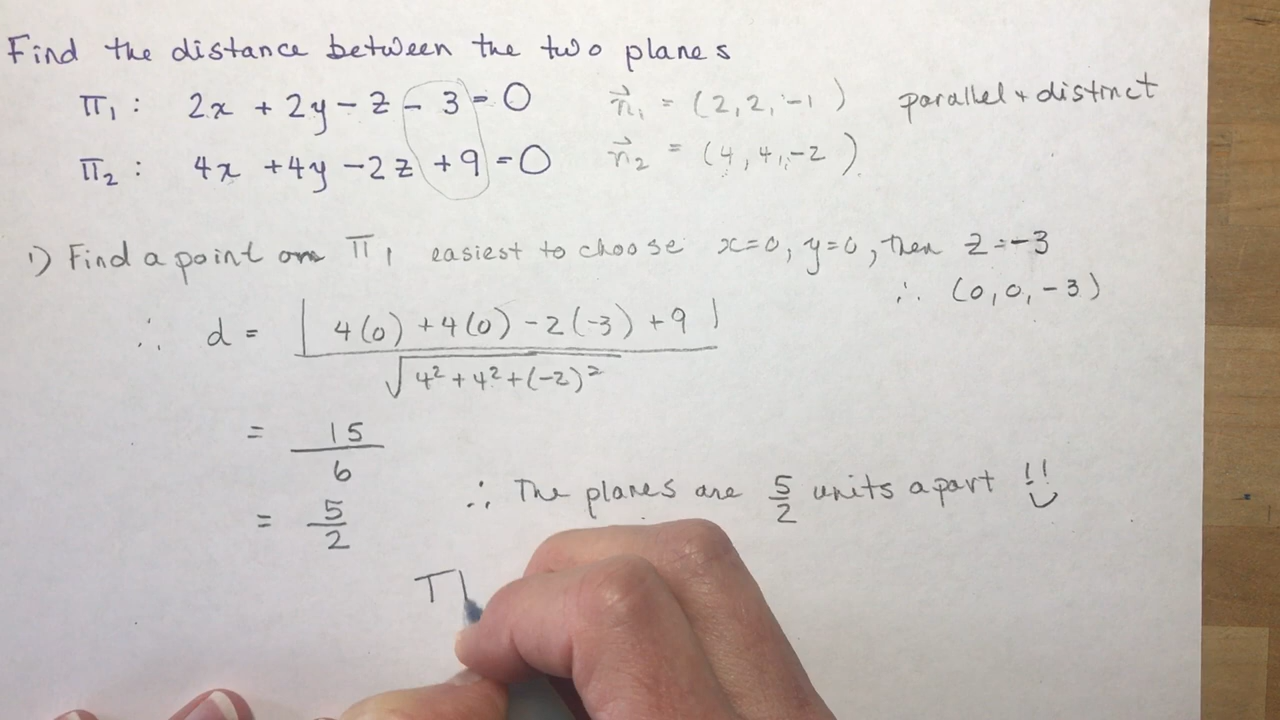 Find the distance between the two planes
π₁ : 2x + 2y - z - 3 = 0 n⃗₁ = (2, 2, -1) parallel + distinct
π₂ : 4x + 4y - 2z + 9 = 0 n⃗₂ = (4, 4, -2).
1) Find a point on π₁ easiest to choose x=0, y=0, then z=-3
∴ (0, 0, -3)
∴ d = | 4(0) + 4(0) - 2(-3) + 9 |
√4² + 4² + (-2)²
= 15
6
= 5/2 ∴ The planes are 5/2 units apart !!